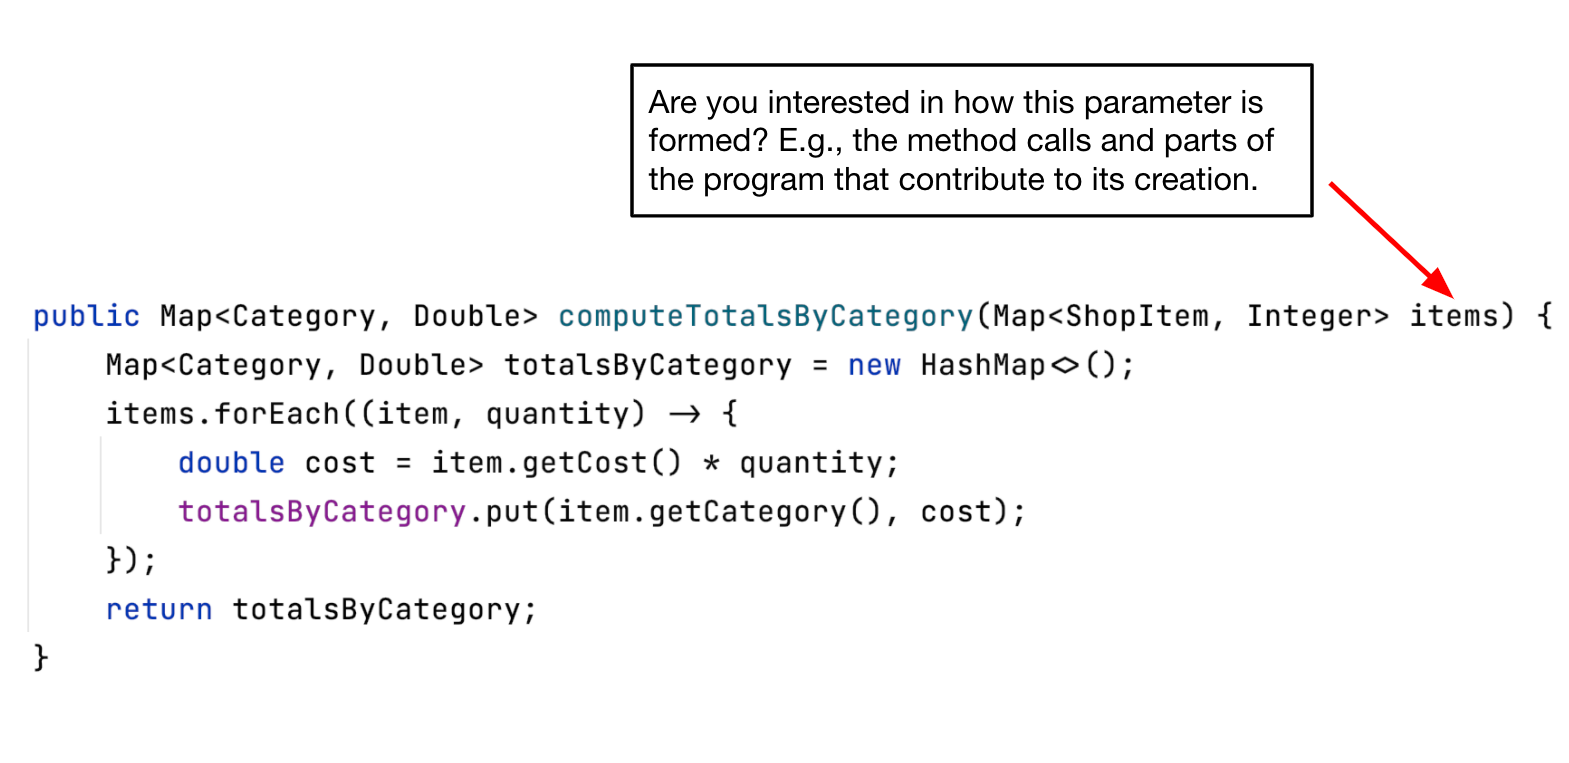 Are you interested in how this parameter is
formed? E.g., the method calls and parts of
the program that contribute to its creation.
public Map<Category, Double> computeTotalsByCategory(Map<ShopItem, Integer> items) {
    Map<Category, Double> totalsByCategory = new HashMap<>();
    items.forEach((item, quantity) -> {
        double cost = item.getCost() * quantity;
        totalsByCategory.put(item.getCategory(), cost);
    });
    return totalsByCategory;
}